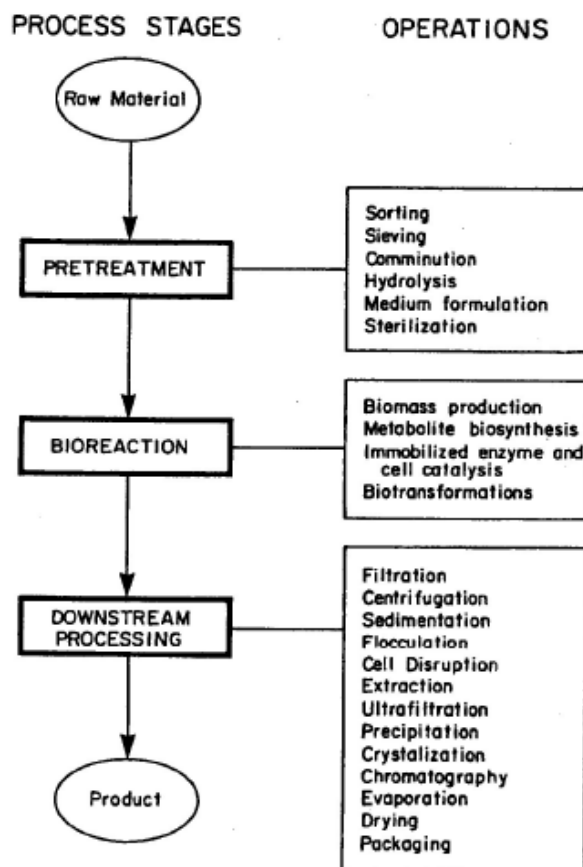 PROCESS STAGES
OPERATIONS
Raw Material
PRETREATMENT
Sorting
Sieving
Comminution
Hydrolysis
Medium formulation
Sterilization
BIOREACTION
Biomass production
Metabolite biosynthesis
Immobilized enzyme and
cell catalysis
Biotransformations
DOWNSTREAM
PROCESSING
Filtration
Centrifugation
Sedimentation
Flocculation
Cell Disruption
Extraction
Ultrafiltration
Precipitation
Crystalization
Chromatography
Evaporation
Drying
Packaging
Product